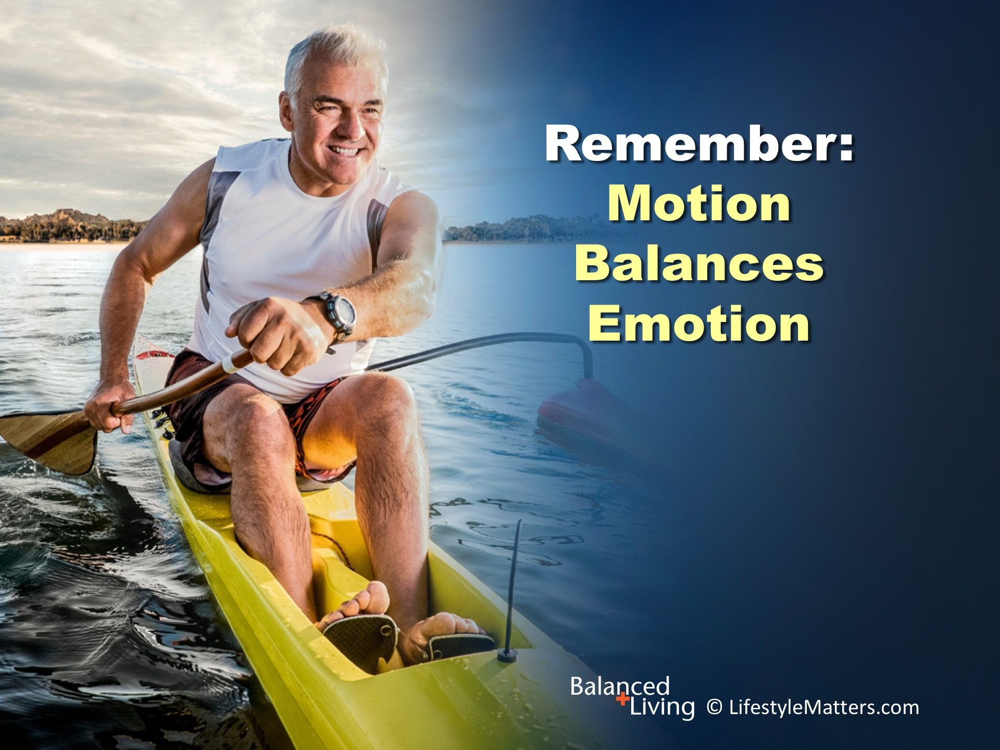 Remember:
Motion
Balances
Emotion
Balanced
Living © LifestyleMatters.com